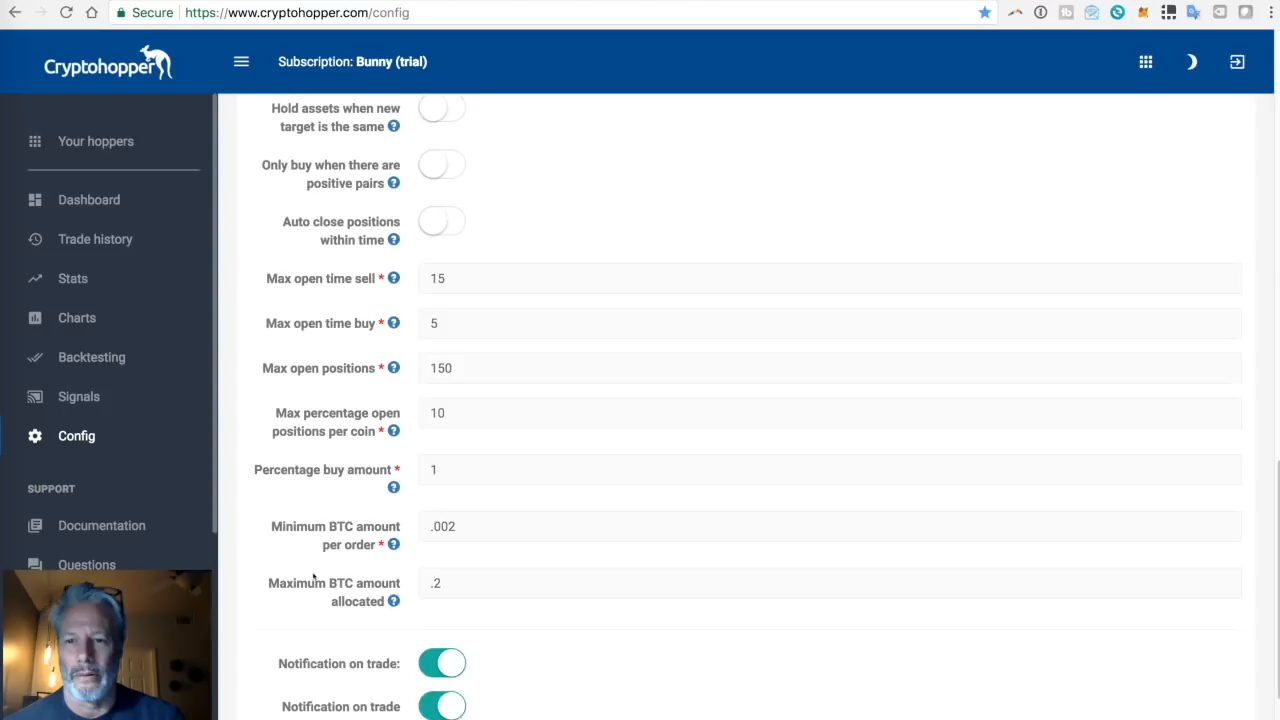 Secure https://www.cryptohopper.com/config
Cryptohopper
Subscription: Bunny (trial)
Your hoppers
Dashboard
Trade history
Stats
Charts
Backtesting
Signals
Config
SUPPORT
Documentation
Questions
Hold assets when new
target is the same ?
Only buy when there are
positive pairs ?
Auto close positions
within time ?
Max open time sell * ? 15
Max open time buy * ? 5
Max open positions * ? 150
Max percentage open
positions per coin * ? 10
Percentage buy amount * 1
?
Minimum BTC amount
per order * ? .002
Maximum BTC amount
allocated ? .2
Notification on trade:
Notification on trade